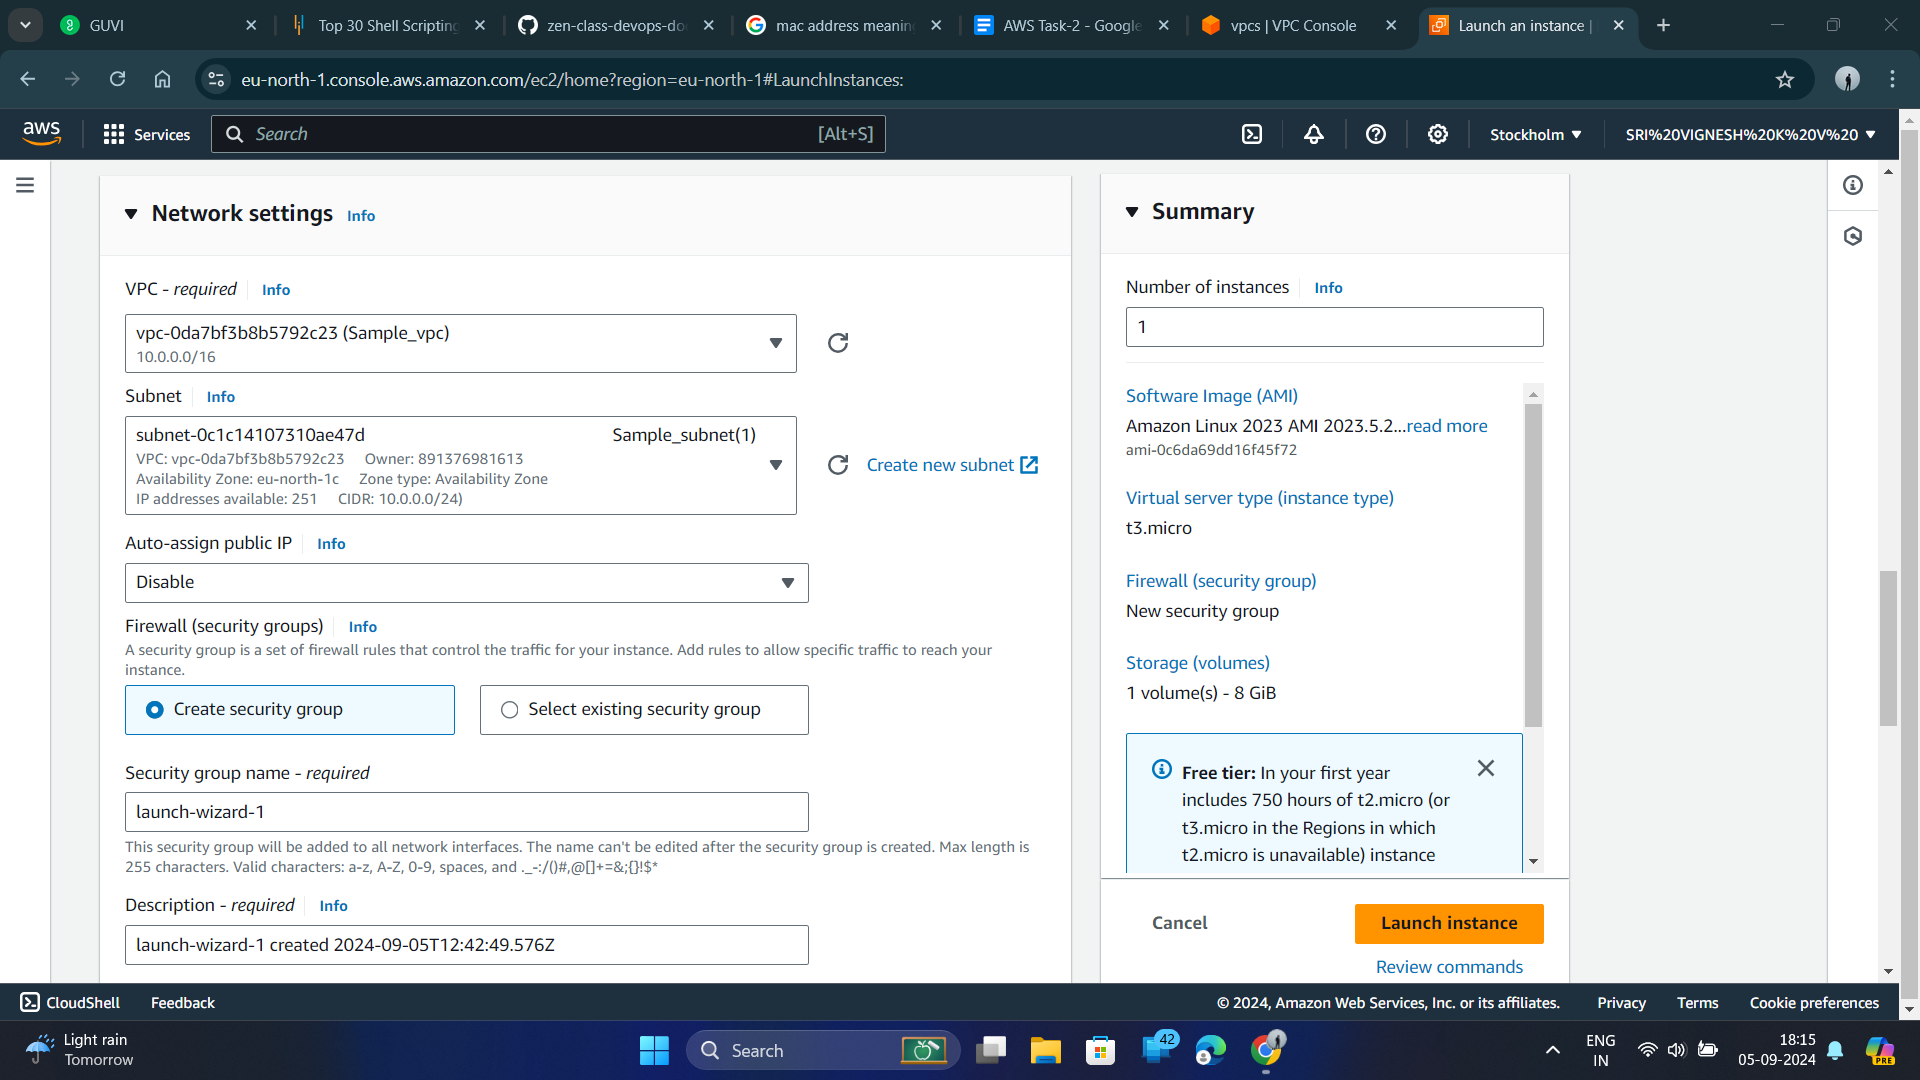 GUVI
Top 30 Shell Scripting
zen-class-devops-do
mac address meanin
AWS Task-2 - Google
vpcs | VPC Console
Launch an instance |
eu-north-1.console.aws.amazon.com/ec2/home?region=eu-north-1#LaunchInstances:
aws
Services
Search
[Alt+S]
Stockholm
SRI%20VIGNESH%20K%20V%20
Network settings Info
VPC - required Info
vpc-0da7bf3b8b5792c23 (Sample_vpc)
10.0.0.0/16
Subnet Info
subnet-0c1c14107310ae47d Sample_subnet(1)
VPC: vpc-0da7bf3b8b5792c23 Owner: 891376981613
Availability Zone: eu-north-1c Zone type: Availability Zone
IP addresses available: 251 CIDR: 10.0.0.0/24)
Create new subnet
Auto-assign public IP Info
Disable
Firewall (security groups) Info
A security group is a set of firewall rules that control the traffic for your instance. Add rules to allow specific traffic to reach your
instance.
Create security group
Select existing security group
Security group name - required
launch-wizard-1
This security group will be added to all network interfaces. The name can't be edited after the security group is created. Max length is
255 characters. Valid characters: a-z, A-Z, 0-9, spaces, and ._-:/()#,@[]+=&;{}!$*
Description - required Info
launch-wizard-1 created 2024-09-05T12:42:49.576Z
Summary
Number of instances Info
1
Software Image (AMI)
Amazon Linux 2023 AMI 2023.5.2...read more
ami-0c6da69dd16f45f72
Virtual server type (instance type)
t3.micro
Firewall (security group)
New security group
Storage (volumes)
1 volume(s) - 8 GiB
Free tier: In your first year
includes 750 hours of t2.micro (or
t3.micro in the Regions in which
t2.micro is unavailable) instance
Cancel
Launch instance
Review commands
CloudShell
Feedback
© 2024, Amazon Web Services, Inc. or its affiliates.
Privacy
Terms
Cookie preferences
Light rain
Tomorrow
Search
42
ENG
IN
18:15
05-09-2024
PRE